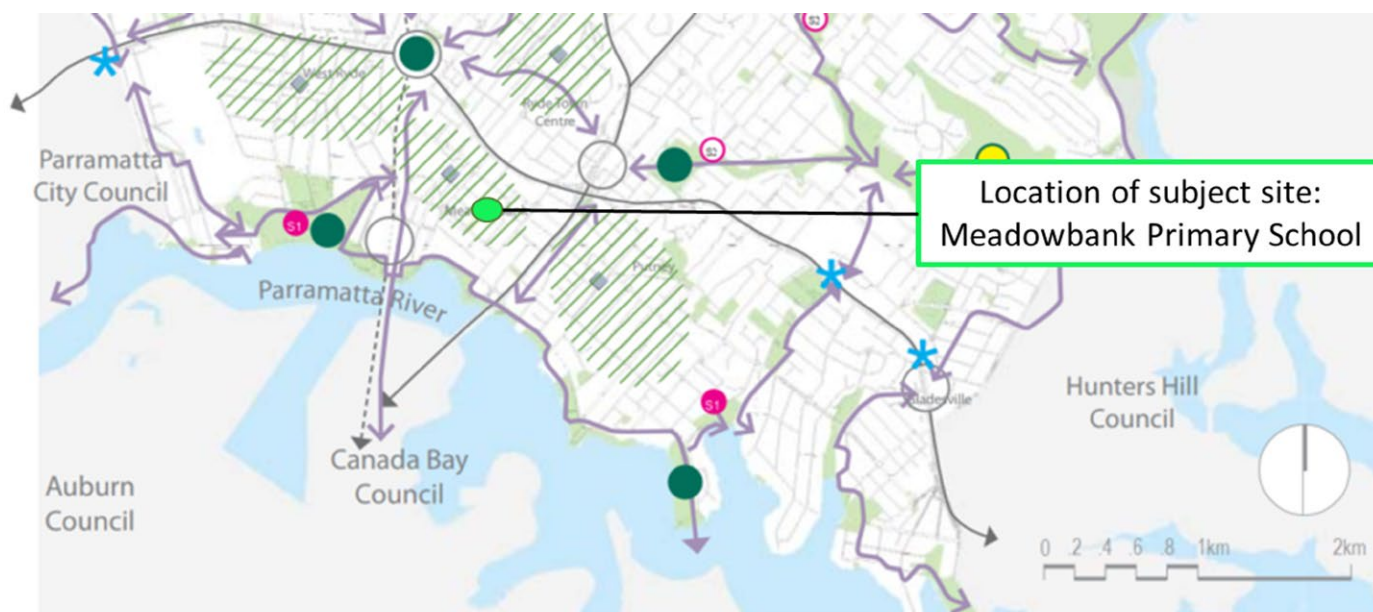 S2
West Ryde
Ryde Town
Centre
S2
Parramatta
City Council
Location of subject site:
Meadowbank Primary School
S1
Putney
Parramatta River
Hunters Hill
Council
S1
Gladesville
Canada Bay
Council
Auburn
Council
0 .2 .4 .6 .8 1km 2km